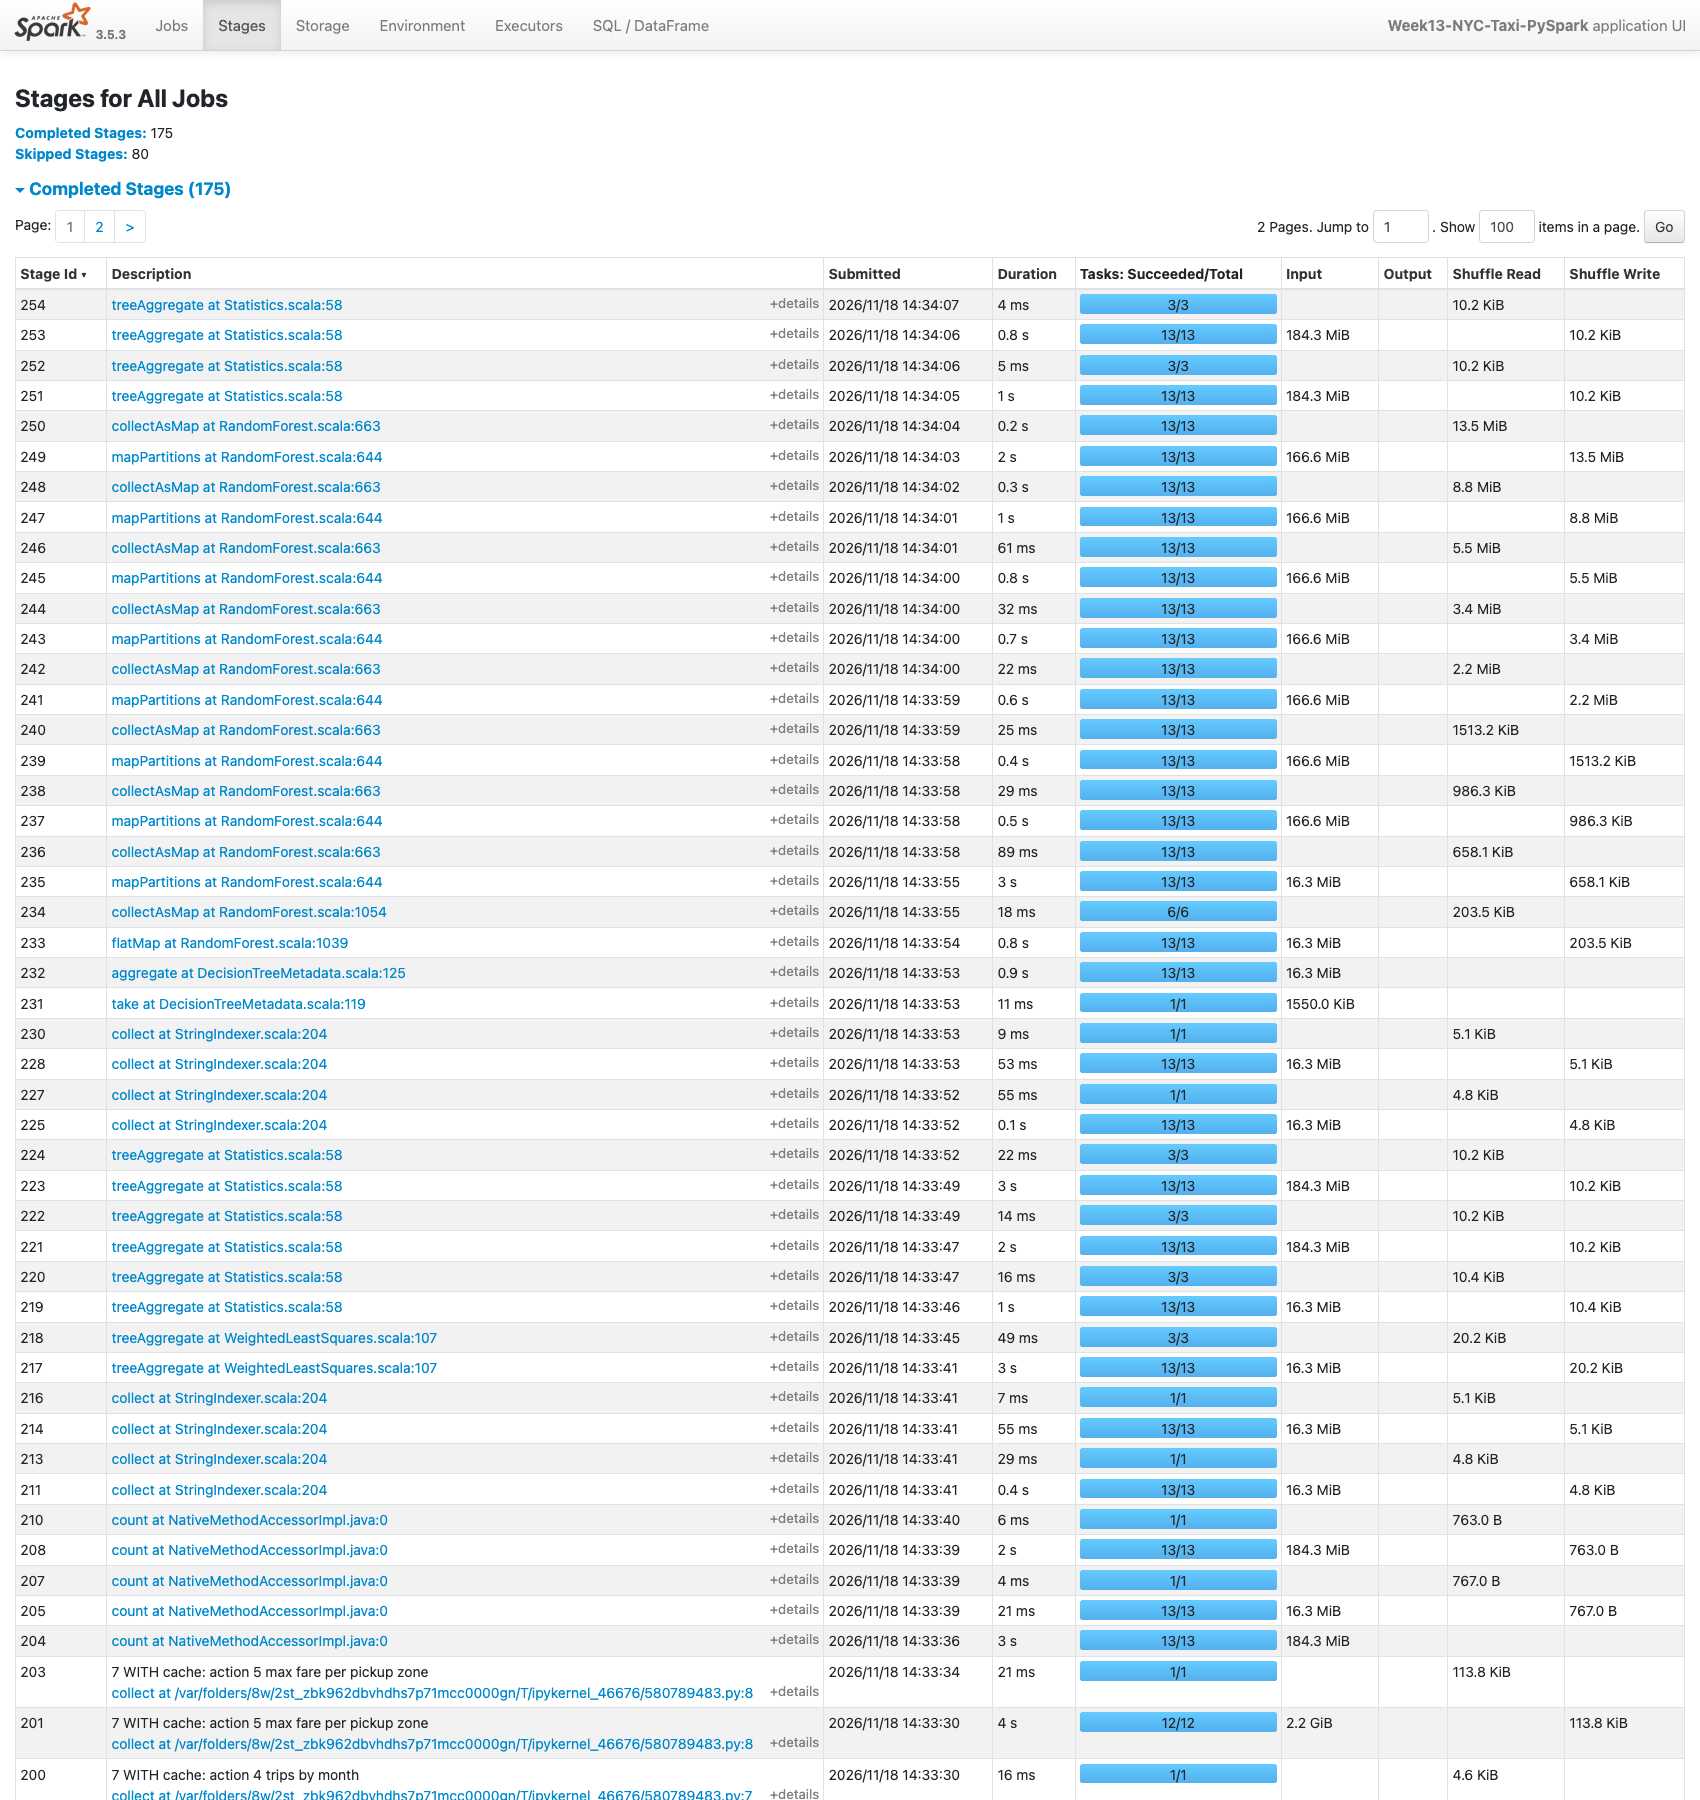 APACHE
Spark 3.5.3 Jobs Stages Storage Environment Executors SQL / DataFrame Week13-NYC-Taxi-PySpark application UI
Stages for All Jobs
Completed Stages: 175
Skipped Stages: 80
Completed Stages (175)
Page: 1 2 > 2 Pages. Jump to 1 . Show 100 items in a page. Go
Stage Id ▾ Description Submitted Duration Tasks: Succeeded/Total Input Output Shuffle Read Shuffle Write
254 treeAggregate at Statistics.scala:58 +details 2026/11/18 14:34:07 4 ms 3/3 10.2 KiB
253 treeAggregate at Statistics.scala:58 +details 2026/11/18 14:34:06 0.8 s 13/13 184.3 MiB 10.2 KiB
252 treeAggregate at Statistics.scala:58 +details 2026/11/18 14:34:06 5 ms 3/3 10.2 KiB
251 treeAggregate at Statistics.scala:58 +details 2026/11/18 14:34:05 1 s 13/13 184.3 MiB 10.2 KiB
250 collectAsMap at RandomForest.scala:663 +details 2026/11/18 14:34:04 0.2 s 13/13 13.5 MiB
249 mapPartitions at RandomForest.scala:644 +details 2026/11/18 14:34:03 2 s 13/13 166.6 MiB 13.5 MiB
248 collectAsMap at RandomForest.scala:663 +details 2026/11/18 14:34:02 0.3 s 13/13 8.8 MiB
247 mapPartitions at RandomForest.scala:644 +details 2026/11/18 14:34:01 1 s 13/13 166.6 MiB 8.8 MiB
246 collectAsMap at RandomForest.scala:663 +details 2026/11/18 14:34:01 61 ms 13/13 5.5 MiB
245 mapPartitions at RandomForest.scala:644 +details 2026/11/18 14:34:00 0.8 s 13/13 166.6 MiB 5.5 MiB
244 collectAsMap at RandomForest.scala:663 +details 2026/11/18 14:34:00 32 ms 13/13 3.4 MiB
243 mapPartitions at RandomForest.scala:644 +details 2026/11/18 14:34:00 0.7 s 13/13 166.6 MiB 3.4 MiB
242 collectAsMap at RandomForest.scala:663 +details 2026/11/18 14:34:00 22 ms 13/13 2.2 MiB
241 mapPartitions at RandomForest.scala:644 +details 2026/11/18 14:33:59 0.6 s 13/13 166.6 MiB 2.2 MiB
240 collectAsMap at RandomForest.scala:663 +details 2026/11/18 14:33:59 25 ms 13/13 1513.2 KiB
239 mapPartitions at RandomForest.scala:644 +details 2026/11/18 14:33:58 0.4 s 13/13 166.6 MiB 1513.2 KiB
238 collectAsMap at RandomForest.scala:663 +details 2026/11/18 14:33:58 29 ms 13/13 986.3 KiB
237 mapPartitions at RandomForest.scala:644 +details 2026/11/18 14:33:58 0.5 s 13/13 166.6 MiB 986.3 KiB
236 collectAsMap at RandomForest.scala:663 +details 2026/11/18 14:33:58 89 ms 13/13 658.1 KiB
235 mapPartitions at RandomForest.scala:644 +details 2026/11/18 14:33:55 3 s 13/13 16.3 MiB 658.1 KiB
234 collectAsMap at RandomForest.scala:1054 +details 2026/11/18 14:33:55 18 ms 6/6 203.5 KiB
233 flatMap at RandomForest.scala:1039 +details 2026/11/18 14:33:54 0.8 s 13/13 16.3 MiB 203.5 KiB
232 aggregate at DecisionTreeMetadata.scala:125 +details 2026/11/18 14:33:53 0.9 s 13/13 16.3 MiB
231 take at DecisionTreeMetadata.scala:119 +details 2026/11/18 14:33:53 11 ms 1/1 1550.0 KiB
230 collect at StringIndexer.scala:204 +details 2026/11/18 14:33:53 9 ms 1/1 5.1 KiB
228 collect at StringIndexer.scala:204 +details 2026/11/18 14:33:53 53 ms 13/13 16.3 MiB 5.1 KiB
227 collect at StringIndexer.scala:204 +details 2026/11/18 14:33:52 55 ms 1/1 4.8 KiB
225 collect at StringIndexer.scala:204 +details 2026/11/18 14:33:52 0.1 s 13/13 16.3 MiB 4.8 KiB
224 treeAggregate at Statistics.scala:58 +details 2026/11/18 14:33:52 22 ms 3/3 10.2 KiB
223 treeAggregate at Statistics.scala:58 +details 2026/11/18 14:33:49 3 s 13/13 184.3 MiB 10.2 KiB
222 treeAggregate at Statistics.scala:58 +details 2026/11/18 14:33:49 14 ms 3/3 10.2 KiB
221 treeAggregate at Statistics.scala:58 +details 2026/11/18 14:33:47 2 s 13/13 184.3 MiB 10.2 KiB
220 treeAggregate at Statistics.scala:58 +details 2026/11/18 14:33:47 16 ms 3/3 10.4 KiB
219 treeAggregate at Statistics.scala:58 +details 2026/11/18 14:33:46 1 s 13/13 16.3 MiB 10.4 KiB
218 treeAggregate at WeightedLeastSquares.scala:107 +details 2026/11/18 14:33:45 49 ms 3/3 20.2 KiB
217 treeAggregate at WeightedLeastSquares.scala:107 +details 2026/11/18 14:33:41 3 s 13/13 16.3 MiB 20.2 KiB
216 collect at StringIndexer.scala:204 +details 2026/11/18 14:33:41 7 ms 1/1 5.1 KiB
214 collect at StringIndexer.scala:204 +details 2026/11/18 14:33:41 55 ms 13/13 16.3 MiB 5.1 KiB
213 collect at StringIndexer.scala:204 +details 2026/11/18 14:33:41 29 ms 1/1 4.8 KiB
211 collect at StringIndexer.scala:204 +details 2026/11/18 14:33:41 0.4 s 13/13 16.3 MiB 4.8 KiB
210 count at NativeMethodAccessorImpl.java:0 +details 2026/11/18 14:33:40 6 ms 1/1 763.0 B
208 count at NativeMethodAccessorImpl.java:0 +details 2026/11/18 14:33:39 2 s 13/13 184.3 MiB 763.0 B
207 count at NativeMethodAccessorImpl.java:0 +details 2026/11/18 14:33:39 4 ms 1/1 767.0 B
205 count at NativeMethodAccessorImpl.java:0 +details 2026/11/18 14:33:39 21 ms 13/13 16.3 MiB 767.0 B
204 count at NativeMethodAccessorImpl.java:0 +details 2026/11/18 14:33:36 3 s 13/13 184.3 MiB
203 7 WITH cache: action 5 max fare per pickup zone 2026/11/18 14:33:34 21 ms 1/1 113.8 KiB
collect at /var/folders/8w/2st_zbk962dbvhdhs7p71mcc0000gn/T/ipykernel_46676/580789483.py:8 +details
201 7 WITH cache: action 5 max fare per pickup zone 2026/11/18 14:33:30 4 s 12/12 2.2 GiB 113.8 KiB
collect at /var/folders/8w/2st_zbk962dbvhdhs7p71mcc0000gn/T/ipykernel_46676/580789483.py:8 +details
200 7 WITH cache: action 4 trips by month 2026/11/18 14:33:30 16 ms 1/1 4.6 KiB
collect at /var/folders/8w/2st_zbk962dbvhdhs7p71mcc0000gn/T/ipykernel_46676/580789483.py:7 +details